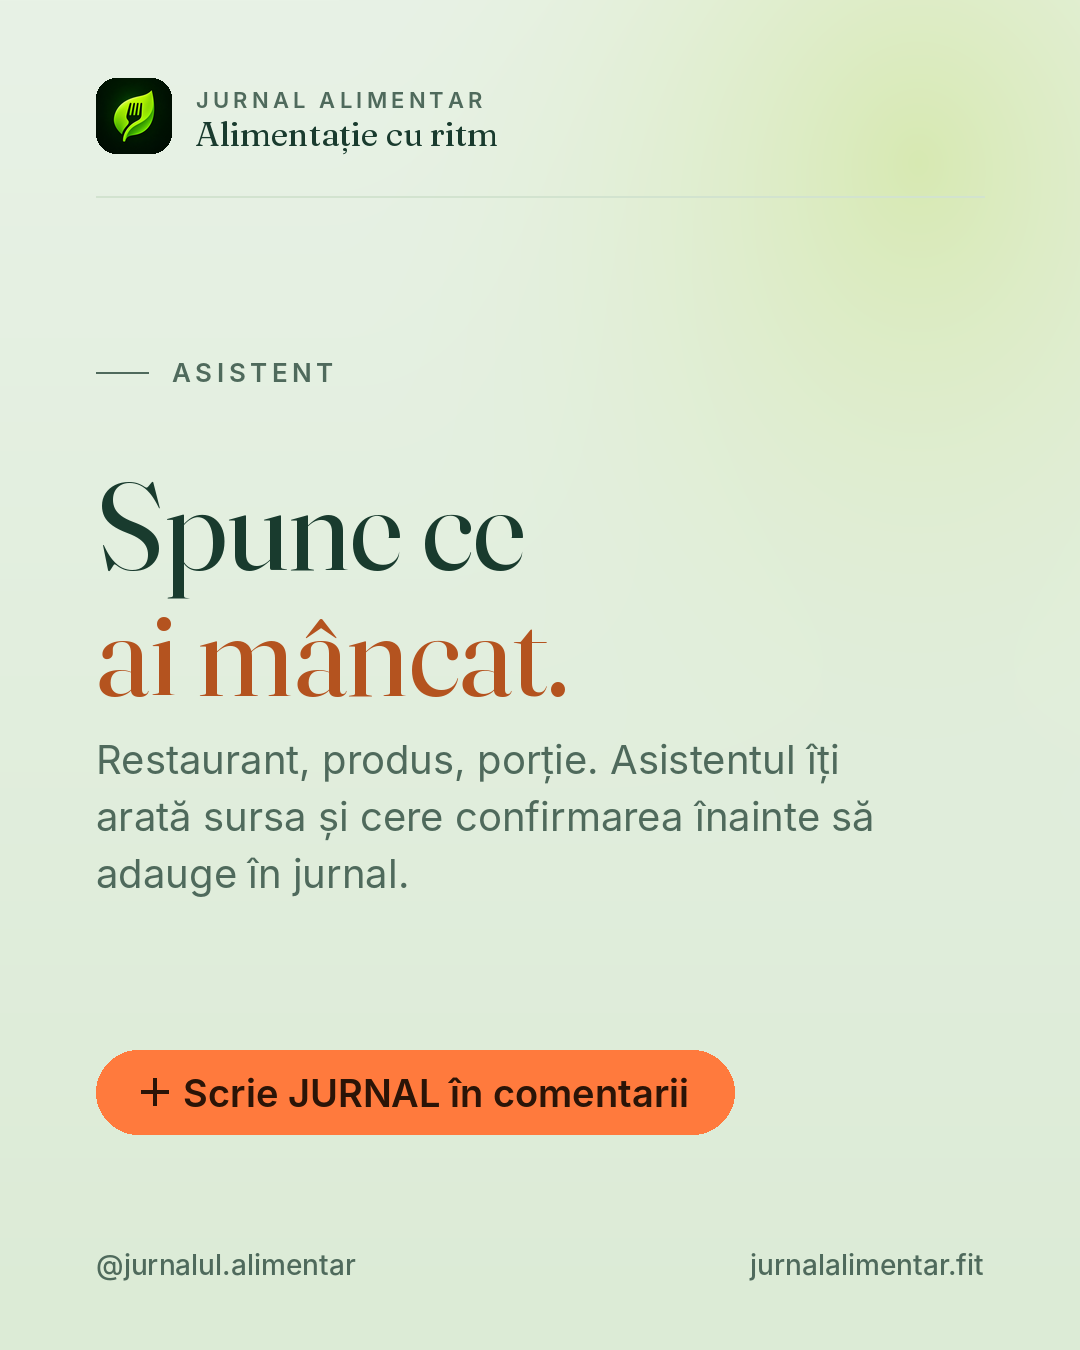 JURNAL ALIMENTAR
Alimentație cu ritm
ASISTENT
Spune ce
ai mâncat.
Restaurant, produs, porție. Asistentul îți
arată sursa și cere confirmarea înainte să
adauge în jurnal.
+ Scrie JURNAL în comentarii
@jurnalul.alimentar
jurnalalimentar.fit